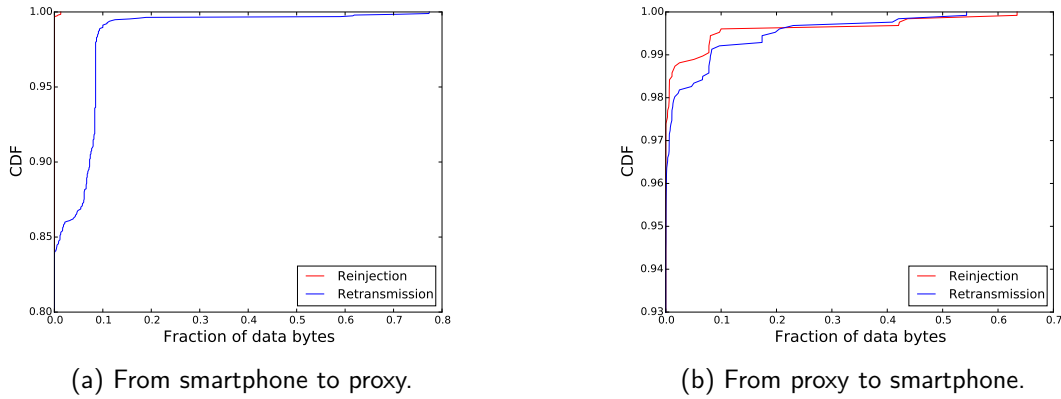 1.00
0.95
0.90
0.85
0.80
CDF
0.0 0.1 0.2 0.3 0.4 0.5 0.6 0.7 0.8
Fraction of data bytes
Reinjection
Retransmission
(a) From smartphone to proxy.
1.00
0.99
0.98
0.97
0.96
0.95
0.94
0.93
CDF
0.0 0.1 0.2 0.3 0.4 0.5 0.6 0.7
Fraction of data bytes
Reinjection
Retransmission
(b) From proxy to smartphone.